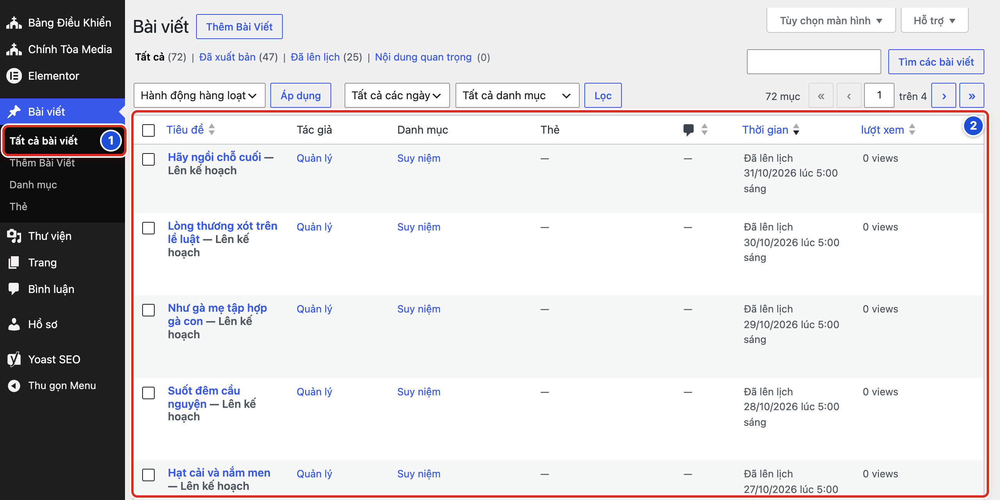 Bảng Điều Khiển
Chính Tòa Media
Elementor
Bài viết
Tất cả bài viết 1
Thêm Bài Viết
Danh mục
Thẻ
Thư viện
Trang
Bình luận
Hồ sơ
Yoast SEO
Thu gọn Menu
Bài viết Thêm Bài Viết
Tùy chọn màn hình ▼ Hỗ trợ ▼
Tất cả (72) | Đã xuất bản (47) | Đã lên lịch (25) | Nội dung quan trọng (0)
Tìm các bài viết
Hành động hàng loạt Áp dụng Tất cả các ngày Tất cả danh mục Lọc 72 mục « ‹ 1 trên 4 › »
Tiêu đề Tác giả Danh mục Thẻ Thời gian lượt xem 2
Hãy ngồi chỗ cuối — Quản lý Suy niệm — — Đã lên lịch 0 views
Lên kế hoạch 31/10/2026 lúc 5:00
sáng
Lòng thương xót trên Quản lý Suy niệm — — Đã lên lịch 0 views
lề luật — Lên kế 30/10/2026 lúc 5:00
hoạch sáng
Như gà mẹ tập hợp Quản lý Suy niệm — — Đã lên lịch 0 views
gà con — Lên kế 29/10/2026 lúc 5:00
hoạch sáng
Suốt đêm cầu Quản lý Suy niệm — — Đã lên lịch 0 views
nguyện — Lên kế 28/10/2026 lúc 5:00
hoạch sáng
Hạt cải và nắm men Quản lý Suy niệm — — Đã lên lịch 0 views
— Lên kế hoạch 27/10/2026 lúc 5:00